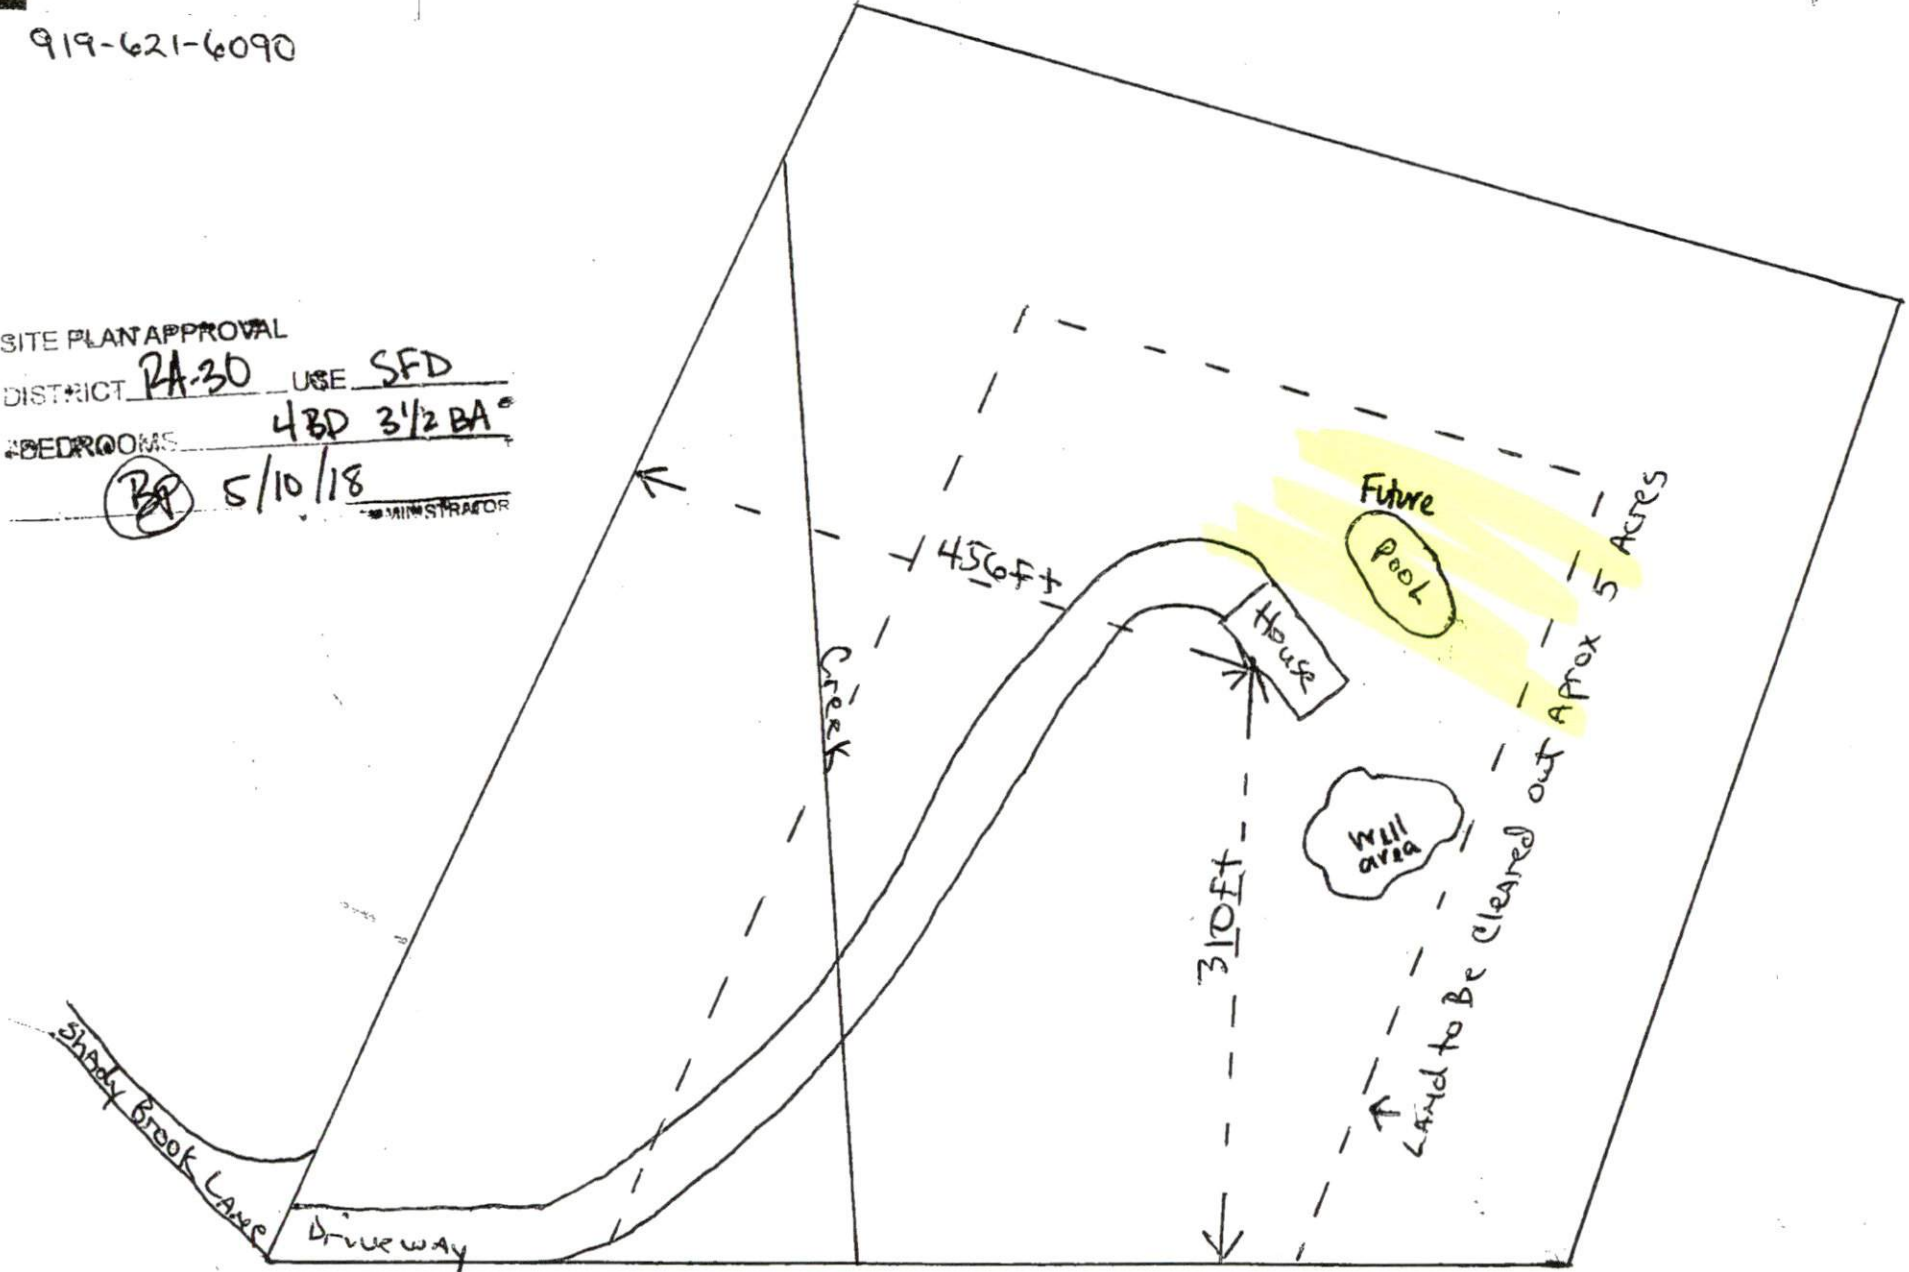 919-621-6090
SITE PLAN APPROVAL
DISTRICT RA-30 USE SFD
#BEDROOMS 4BD 3 1/2 BA
BP 5/10/18
Future
Pool
456ft
House
Creek
Well
area
310ft
Land to Be Cleared out Aprox 5 Acres
Shady Brook Lane
Driveway